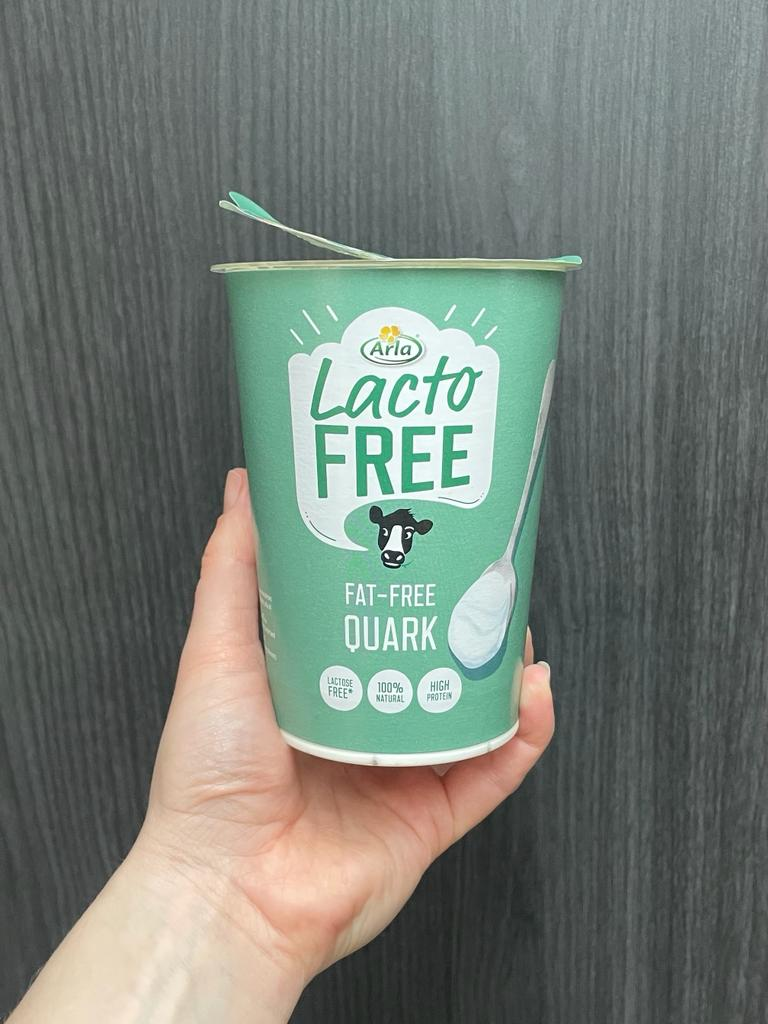 Arla
Lacto
FREE
FAT-FREE
QUARK
LACTOSE
FREE*
100%
NATURAL
HIGH
PROTEIN